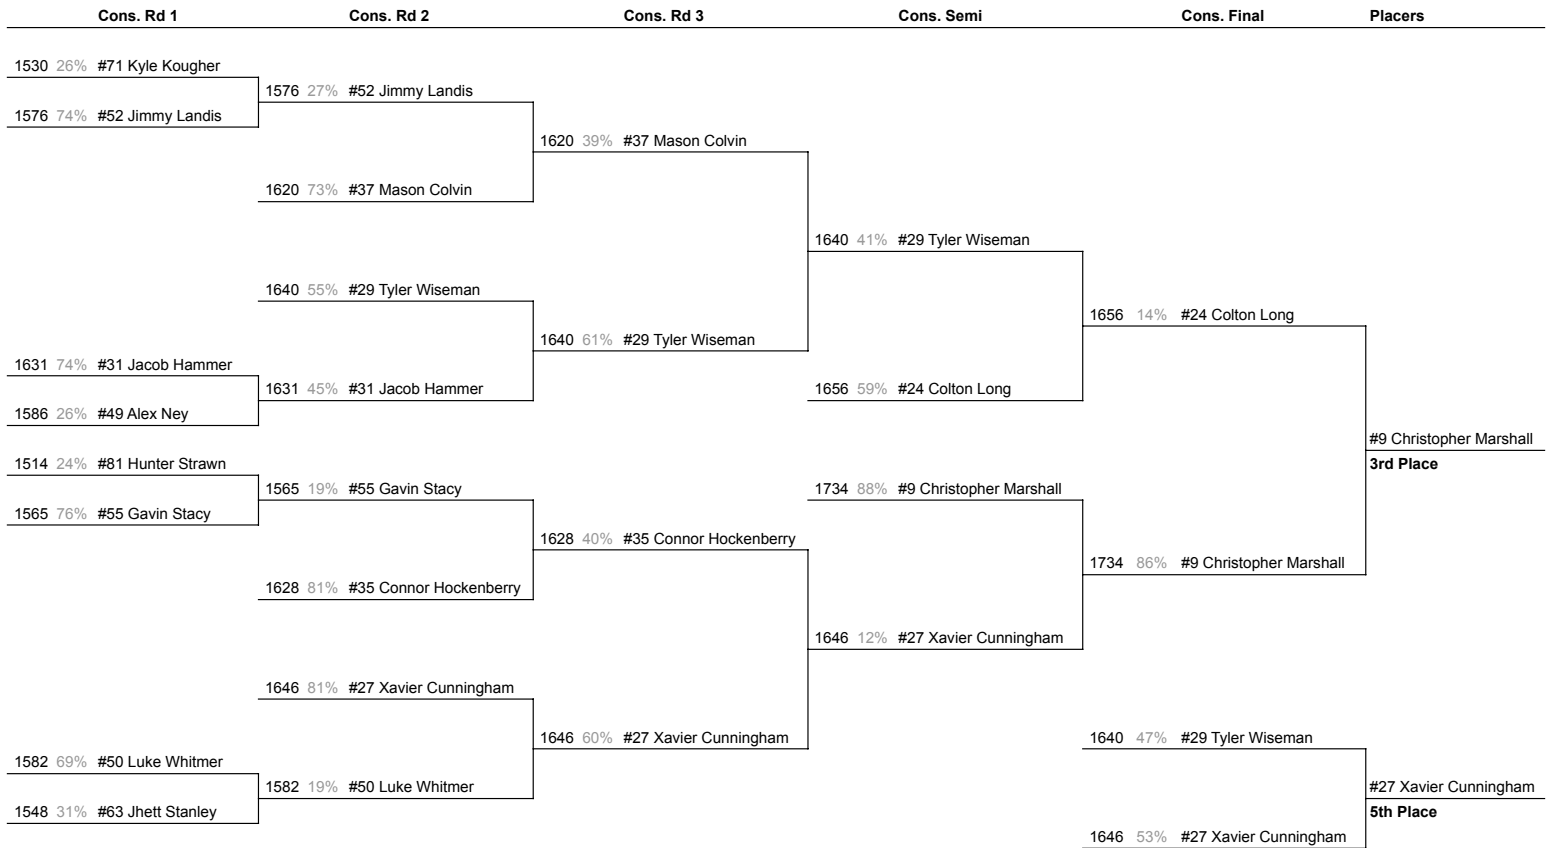 Cons. Rd 1 Cons. Rd 2 Cons. Rd 3 Cons. Semi Cons. Final Placers
1530 26% #71 Kyle Kougher
1576 27% #52 Jimmy Landis
1576 74% #52 Jimmy Landis
1620 39% #37 Mason Colvin
1620 73% #37 Mason Colvin
1640 41% #29 Tyler Wiseman
1640 55% #29 Tyler Wiseman
1656 14% #24 Colton Long
1640 61% #29 Tyler Wiseman
1631 74% #31 Jacob Hammer
1631 45% #31 Jacob Hammer
1656 59% #24 Colton Long
1586 26% #49 Alex Ney
#9 Christopher Marshall
1514 24% #81 Hunter Strawn
3rd Place
1565 19% #55 Gavin Stacy
1734 88% #9 Christopher Marshall
1565 76% #55 Gavin Stacy
1628 40% #35 Connor Hockenberry
1734 86% #9 Christopher Marshall
1628 81% #35 Connor Hockenberry
1646 12% #27 Xavier Cunningham
1646 81% #27 Xavier Cunningham
1646 60% #27 Xavier Cunningham
1640 47% #29 Tyler Wiseman
1582 69% #50 Luke Whitmer
1582 19% #50 Luke Whitmer
#27 Xavier Cunningham
1548 31% #63 Jhett Stanley
5th Place
1646 53% #27 Xavier Cunningham